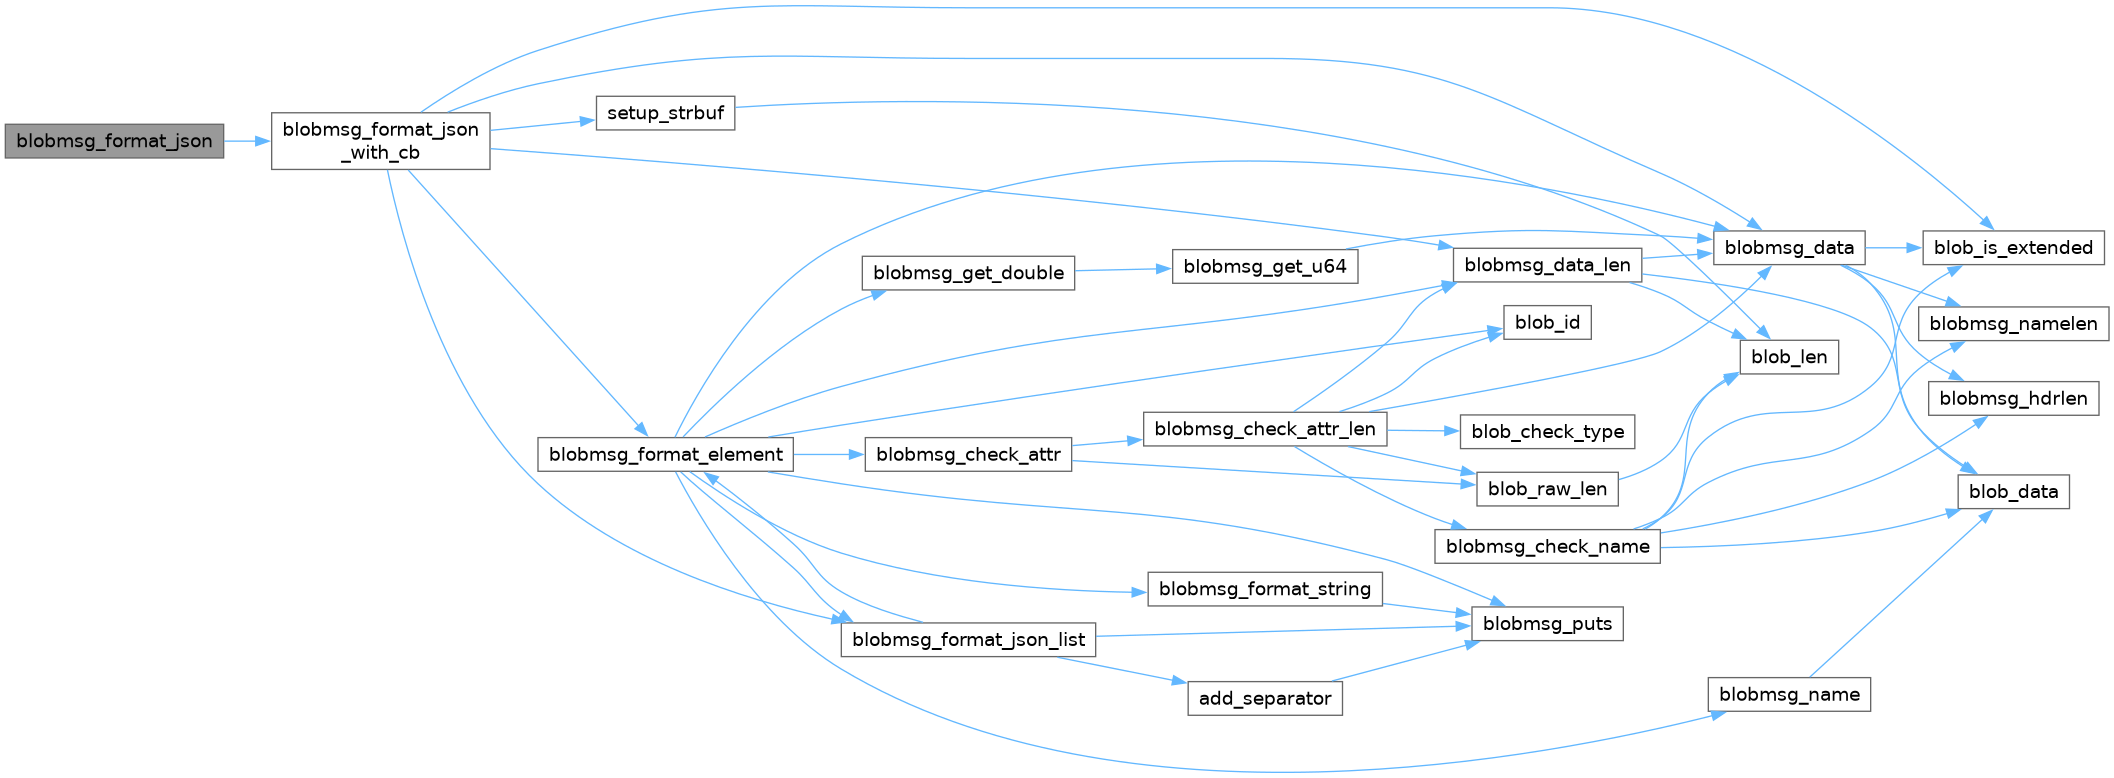 blobmsg_format_json
blobmsg_format_json
_with_cb
setup_strbuf
blobmsg_format_element
blobmsg_get_double
blobmsg_check_attr
blobmsg_format_json_list
blobmsg_get_u64
blobmsg_check_attr_len
blobmsg_format_string
add_separator
blobmsg_data_len
blob_id
blob_check_type
blob_raw_len
blobmsg_check_name
blobmsg_puts
blobmsg_data
blob_len
blobmsg_name
blob_is_extended
blobmsg_namelen
blobmsg_hdrlen
blob_data